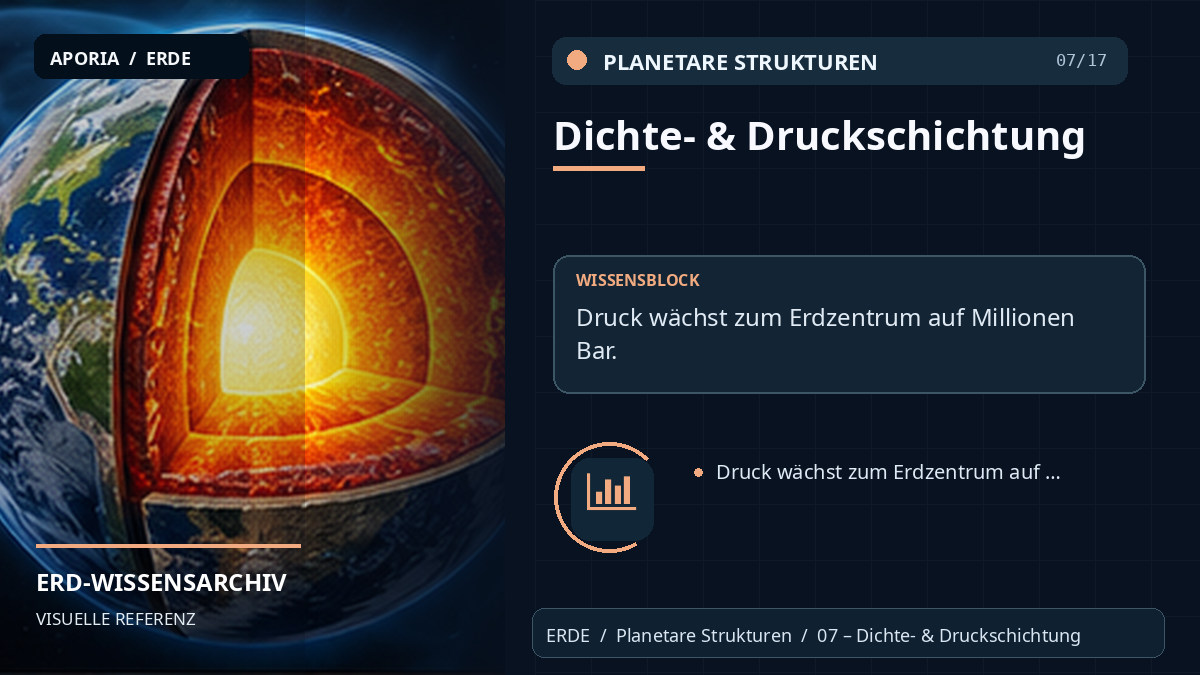 APORIA / ERDE
ERD-WISSENSARCHIV
VISUELLE REFERENZ
PLANETARE STRUKTUREN
07/17
Dichte- & Druckschichtung
WISSENSBLOCK
Druck wächst zum Erdzentrum auf Millionen
Bar.
Druck wächst zum Erdzentrum auf ...
ERDE / Planetare Strukturen / 07 – Dichte- & Druckschichtung